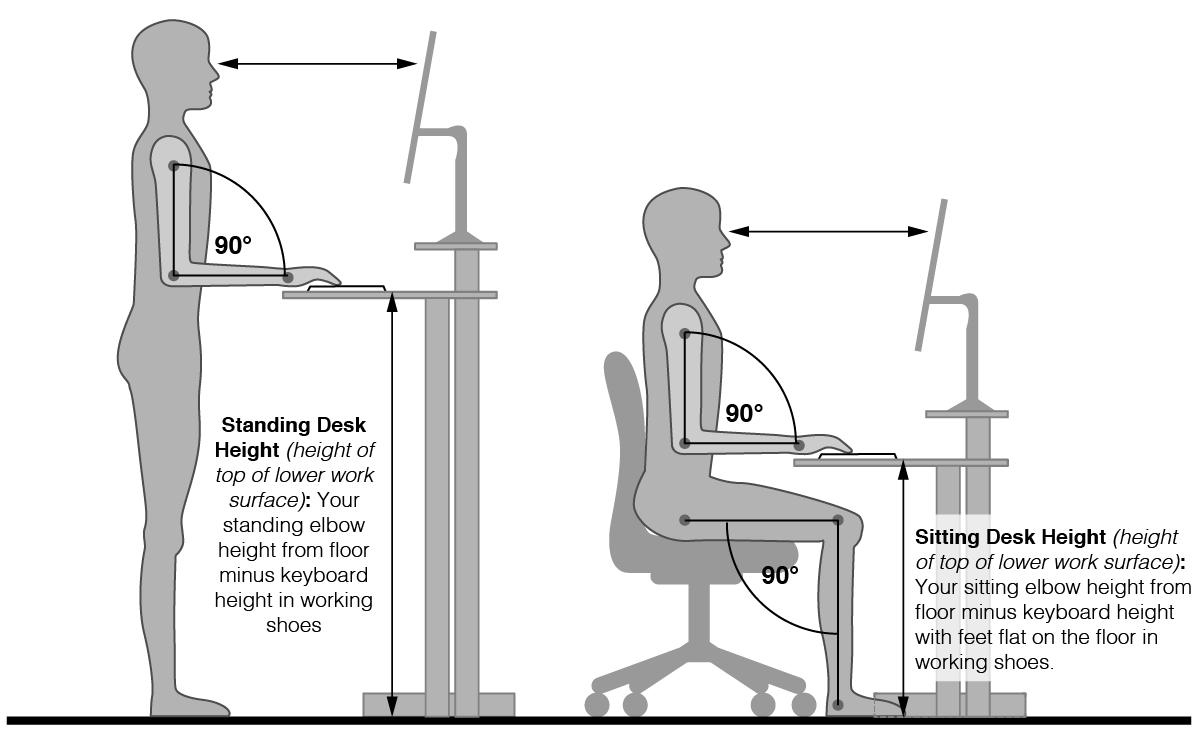 90°
Standing Desk
Height (height of
top of lower work
surface): Your
standing elbow
height from floor
minus keyboard
height in working
shoes
90°
90°
Sitting Desk Height (height
of top of lower work surface):
Your sitting elbow height from
floor minus keyboard height
with feet flat on the floor in
working shoes.